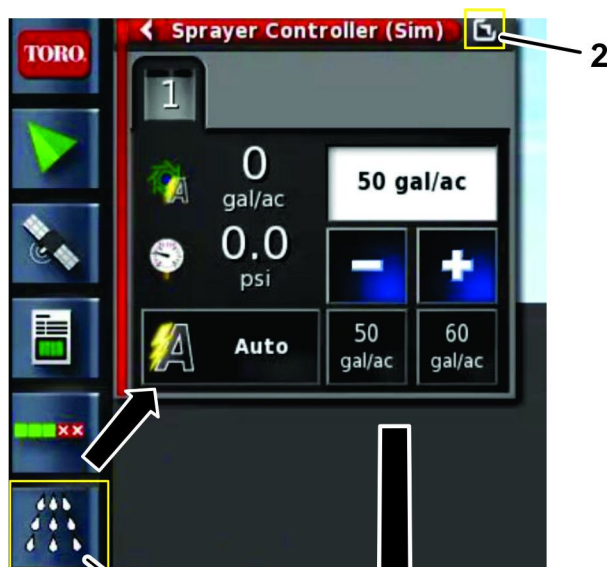 TORO.
Sprayer Controller (Sim)
2
1
0
gal/ac
50 gal/ac
0.0
psi
- +
A Auto
50
gal/ac
60
gal/ac
xx